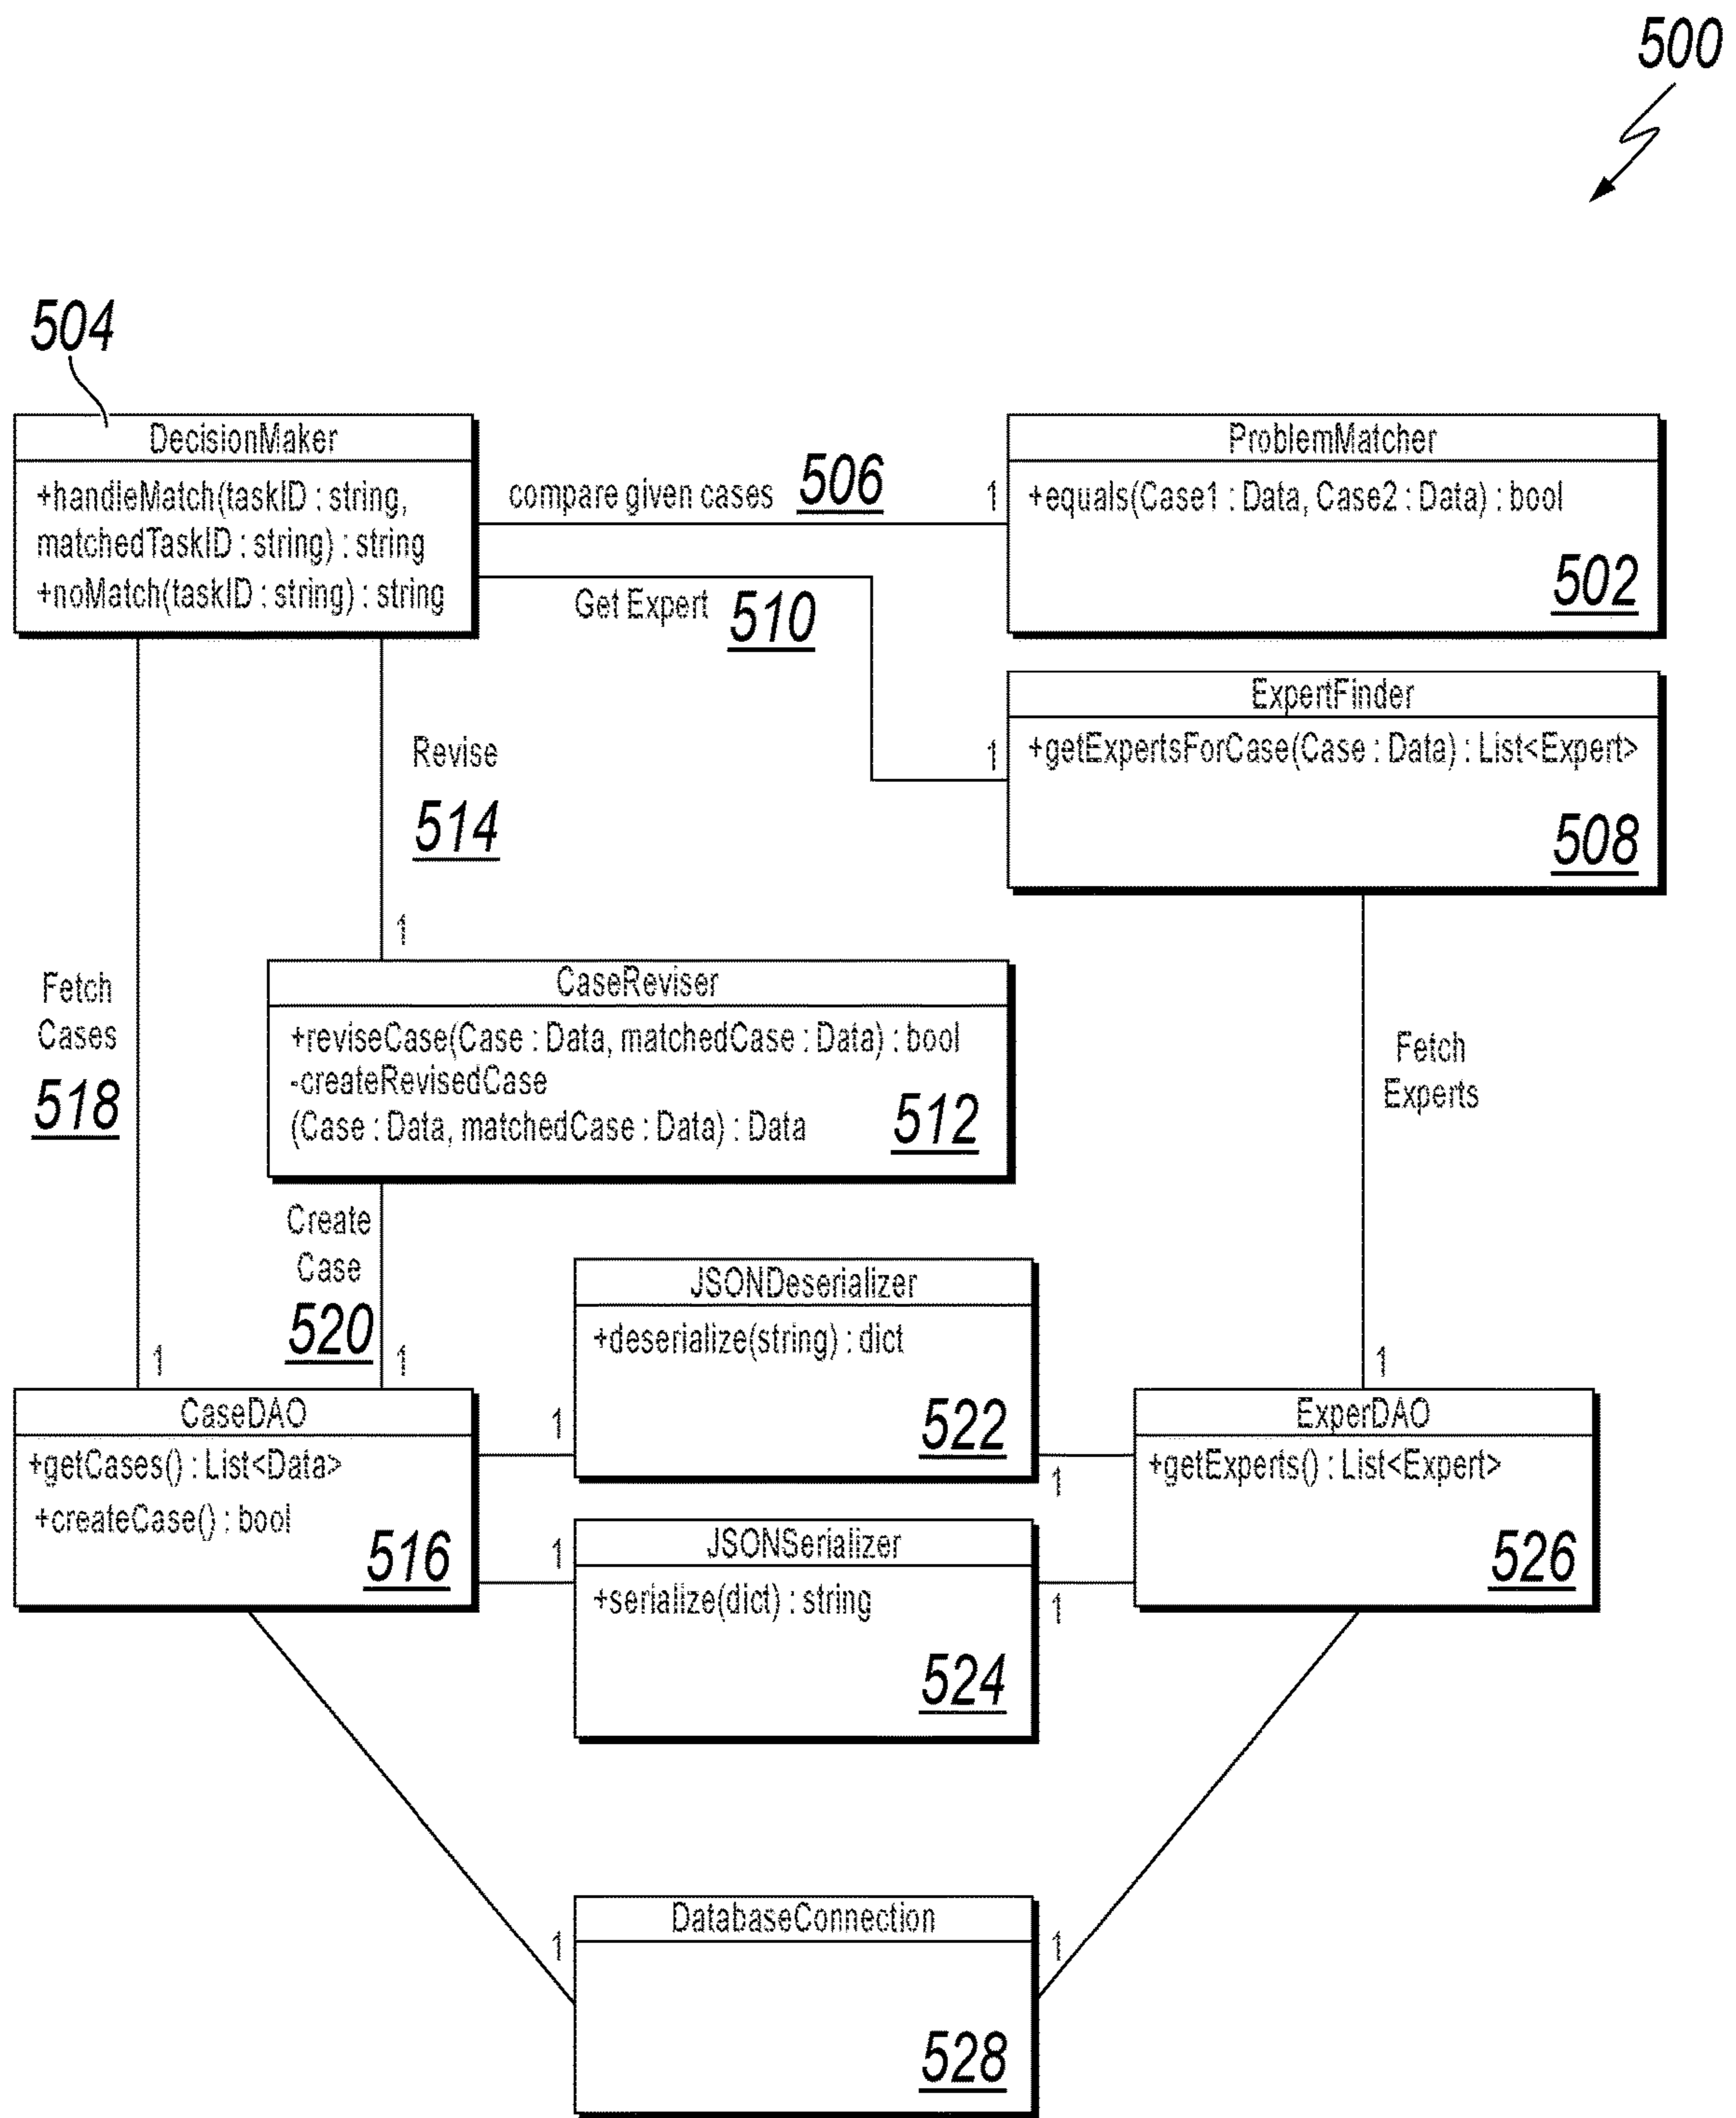 500
504
DecisionMaker
+handleMatch(taskID : string,
matchedTaskID : string) : string
+noMatch(taskID : string) : string
compare given cases 506
1
ProblemMatcher
+equals(Case1 : Data, Case2 : Data) : bool
502
Get Expert 510
1
ExpertFinder
+getExpertsForCase(Case : Data) : List<Expert>
508
Revise
514
1
Fetch
Cases
518
1
CaseReviser
+reviseCase(Case : Data, matchedCase : Data) : bool
-createRevisedCase
(Case : Data, matchedCase : Data) : Data
512
Fetch
Experts
1
Create
Case
520
1
JSONDeserializer
+deserialize(string) : dict
522
1
1
CaseDAO
+getCases() : List<Data>
+createCase() : bool
516
ExperDAO
+getExperts() : List<Expert>
526
1
JSONSerializer
+serialize(dict) : string
524
1
1
DatabaseConnection
528
1